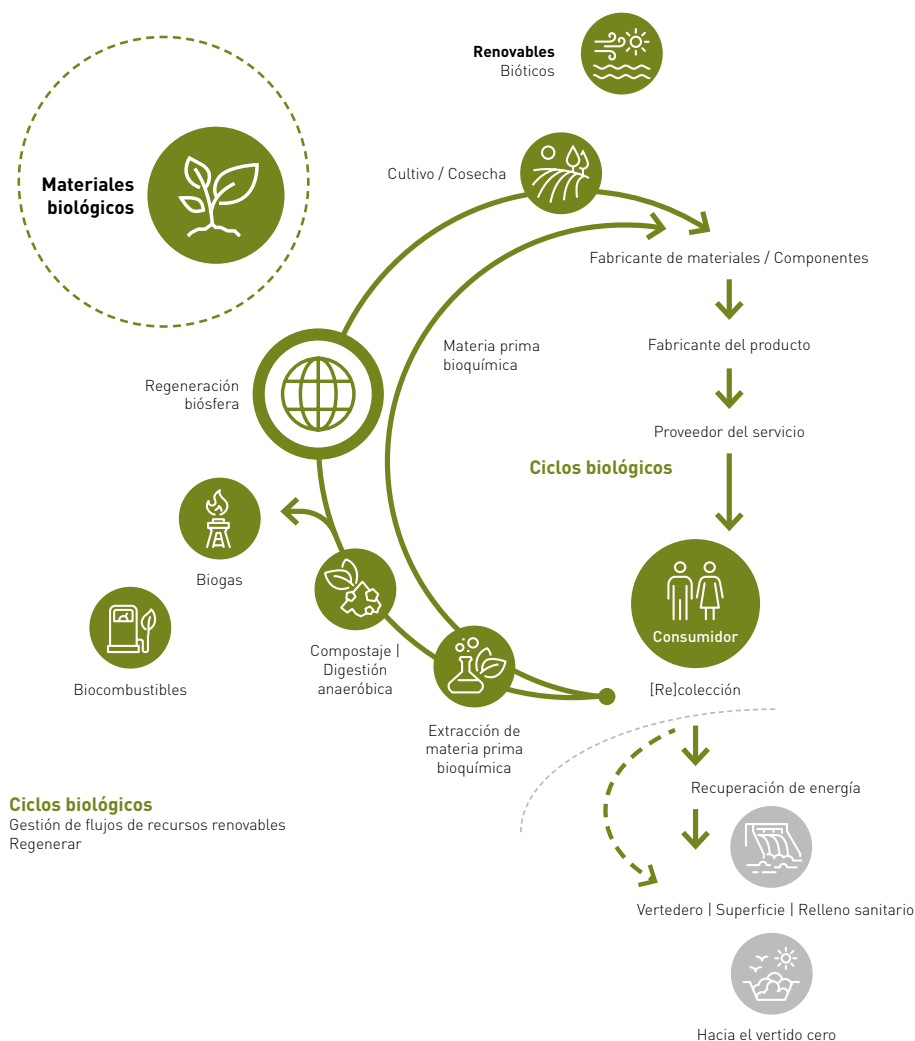 Renovables
Bióticos
Materiales
biológicos
Cultivo / Cosecha
Fabricante de materiales / Componentes
Materia prima
bioquímica
Fabricante del producto
Regeneración
biósfera
Proveedor del servicio
Ciclos biológicos
Biogas
Consumidor
Compostaje |
Digestión
anaeróbica
Biocombustibles
[Re]colección
Extracción de
materia prima
bioquímica
Recuperación de energía
Ciclos biológicos
Gestión de flujos de recursos renovables
Regenerar
Vertedero | Superficie | Relleno sanitario
Hacia el vertido cero